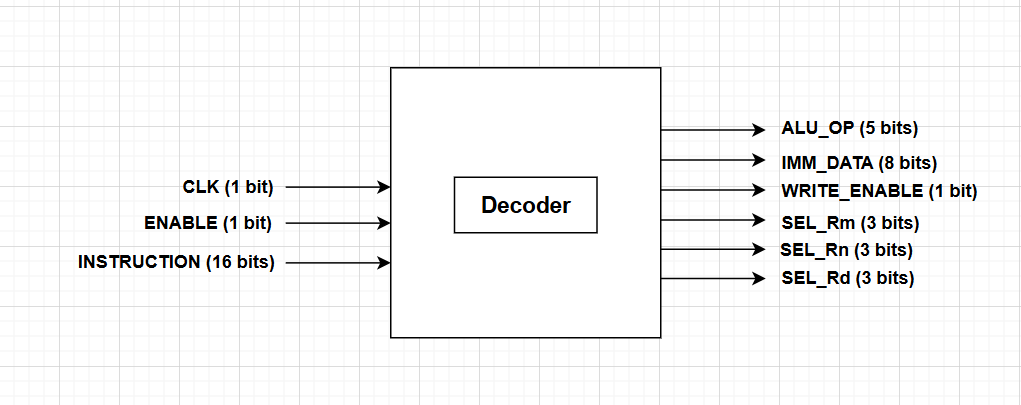 CLK (1 bit)
ENABLE (1 bit)
INSTRUCTION (16 bits)
Decoder
ALU_OP (5 bits)
IMM_DATA (8 bits)
WRITE_ENABLE (1 bit)
SEL_Rm (3 bits)
SEL_Rn (3 bits)
SEL_Rd (3 bits)